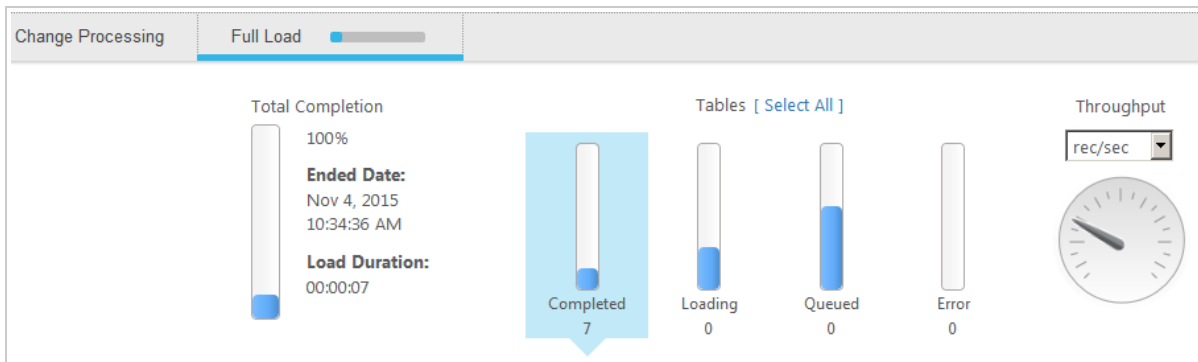 Change Processing
Full Load
Total Completion
100%
Ended Date:
Nov 4, 2015
10:34:36 AM
Load Duration:
00:00:07
Tables [ Select All ]
Completed
7
Loading
0
Queued
0
Error
0
Throughput
rec/sec